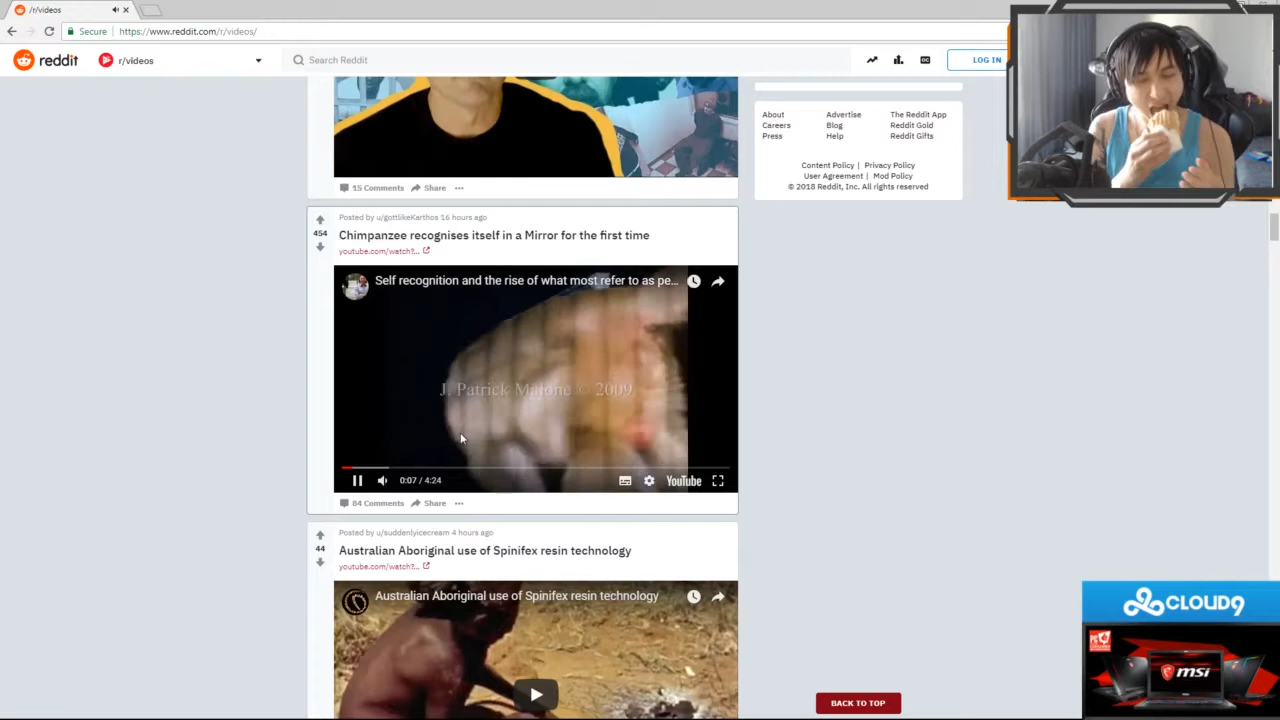 /r/videos
Secure
https://www.reddit.com/r/videos/
reddit
r/videos
Search Reddit
LOG IN
15 Comments
Share
About
Advertise
The Reddit App
Careers
Blog
Reddit Gold
Press
Help
Reddit Gifts
Content Policy | Privacy Policy
User Agreement | Mod Policy
© 2018 Reddit, Inc. All rights reserved
Posted by u/gottlikeKarthos 16 hours ago
454
Chimpanzee recognises itself in a Mirror for the first time
youtube.com/watch?...
Self recognition and the rise of what most refer to as pe...
J. Patrick Malone © 2009
0:07 / 4:24
YouTube
84 Comments
Share
Posted by u/suddenlyicecream 4 hours ago
44
Australian Aboriginal use of Spinifex resin technology
youtube.com/watch?...
Australian Aboriginal use of Spinifex resin technology
BACK TO TOP
CLOUD9
msi